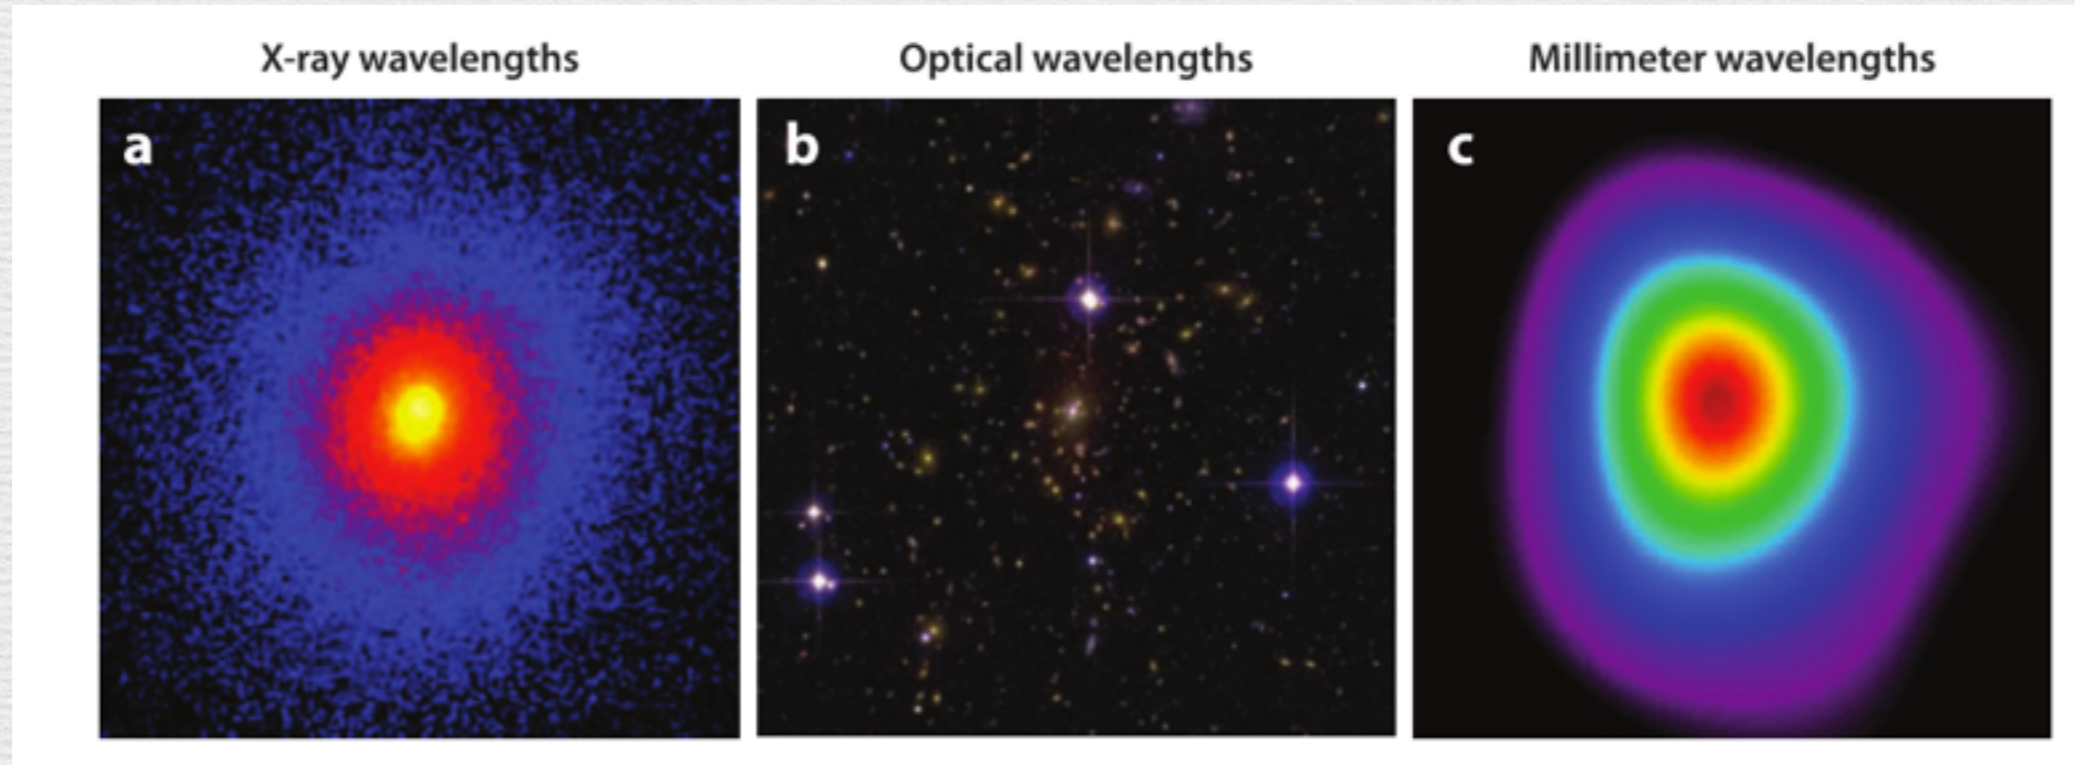 X-ray wavelengths
Optical wavelengths
Millimeter wavelengths
a
b
c